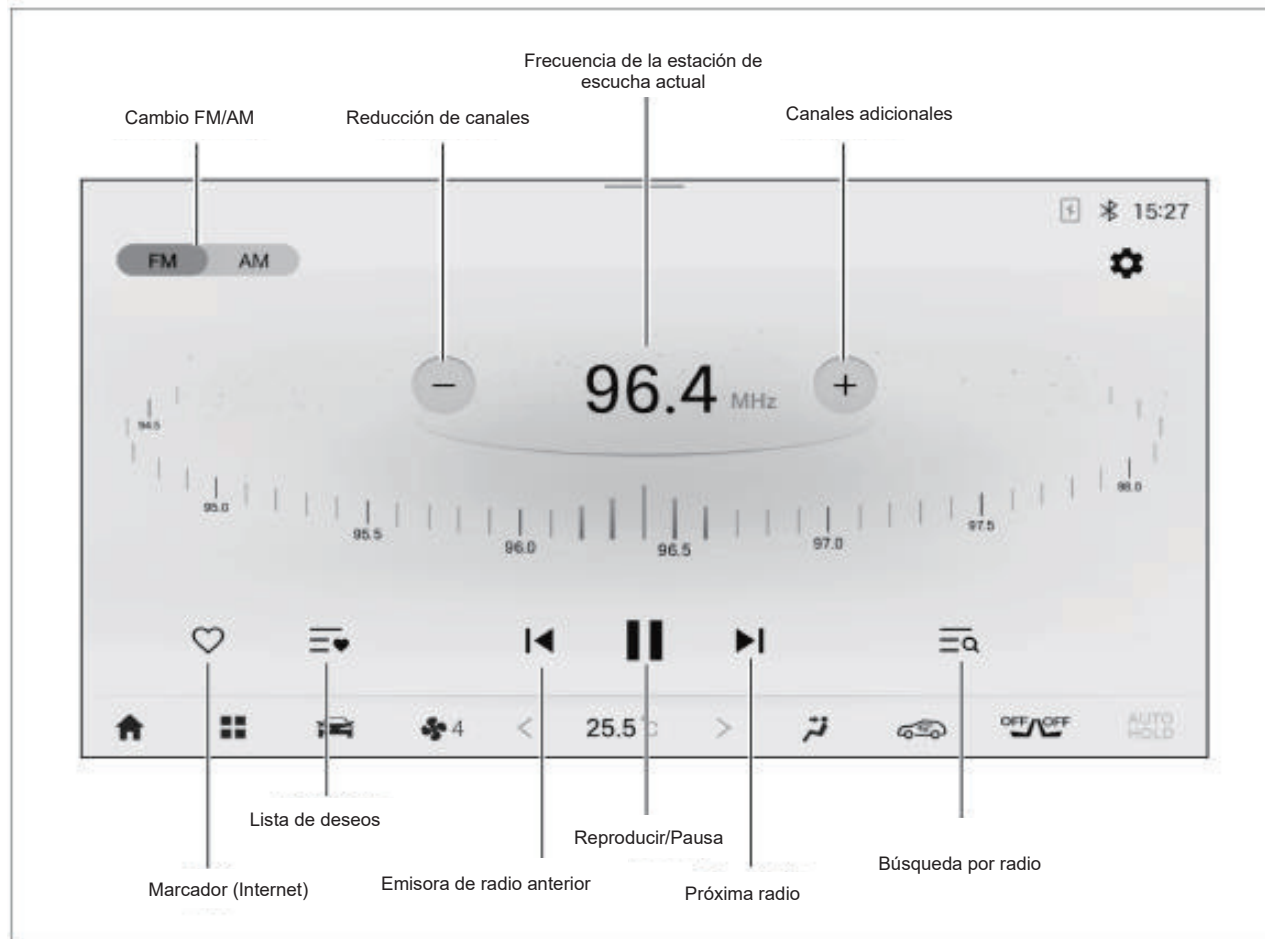 Frecuencia de la estación de
escucha actual
Cambio FM/AM
Reducción de canales
Canales adicionales
15:27
FM AM
96.4 MHz
94.5
95.0
95.5
96.0
96.5
97.0
97.5
98.0
4
25.5°C
OFF OFF
AUTO
HOLD
Lista de deseos
Reproducir/Pausa
Búsqueda por radio
Marcador (Internet)
Emisora de radio anterior
Próxima radio